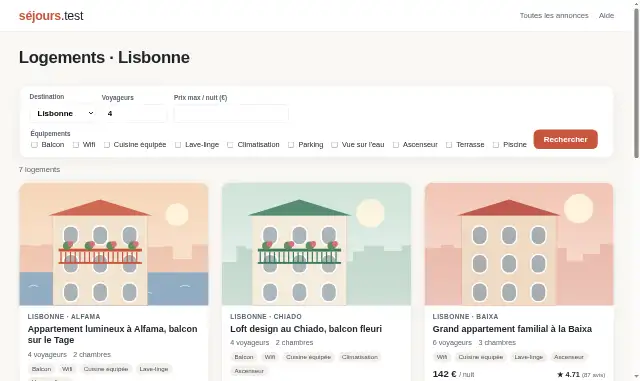 séjours.test
Toutes les annonces Aide
Logements · Lisbonne
Destination Voyageurs Prix max / nuit (€)
Lisbonne 4
Équipements
Balcon Wifi Cuisine équipée Lave-linge Climatisation Parking Vue sur l'eau Ascenseur Terrasse Piscine
Rechercher
7 logements
LISBONNE · ALFAMA
Appartement lumineux à Alfama, balcon
sur le Tage
4 voyageurs 2 chambres
Balcon Wifi Cuisine équipée Lave-linge
LISBONNE · CHIADO
Loft design au Chiado, balcon fleuri
4 voyageurs 2 chambres
Balcon Wifi Cuisine équipée Climatisation
Ascenseur
LISBONNE · BAIXA
Grand appartement familial à la Baixa
6 voyageurs 3 chambres
Wifi Cuisine équipée Lave-linge Ascenseur
142 € / nuit ★ 4.71 (87 avis)